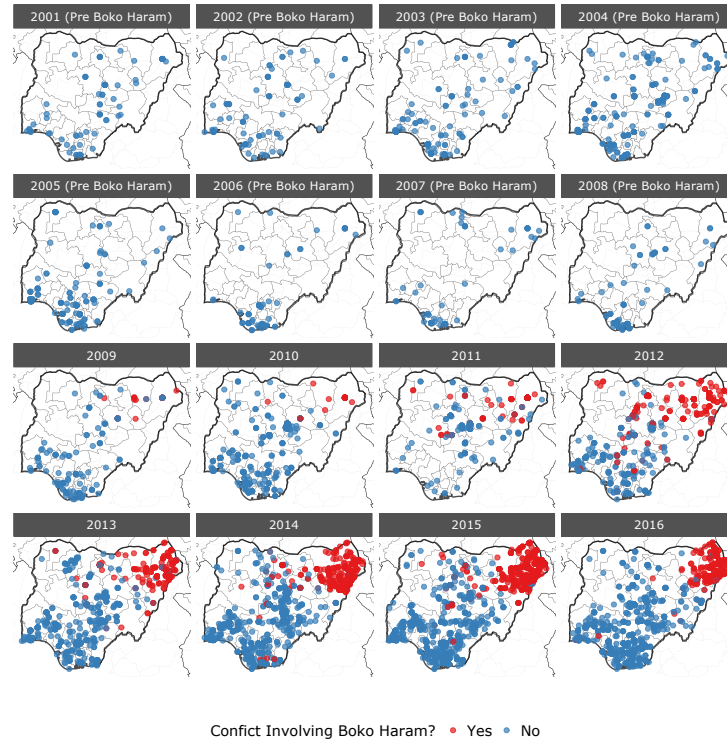 2001 (Pre Boko Haram) 2002 (Pre Boko Haram) 2003 (Pre Boko Haram) 2004 (Pre Boko Haram)
2005 (Pre Boko Haram) 2006 (Pre Boko Haram) 2007 (Pre Boko Haram) 2008 (Pre Boko Haram)
2009 2010 2011 2012
2013 2014 2015 2016
Confict Involving Boko Haram? Yes No